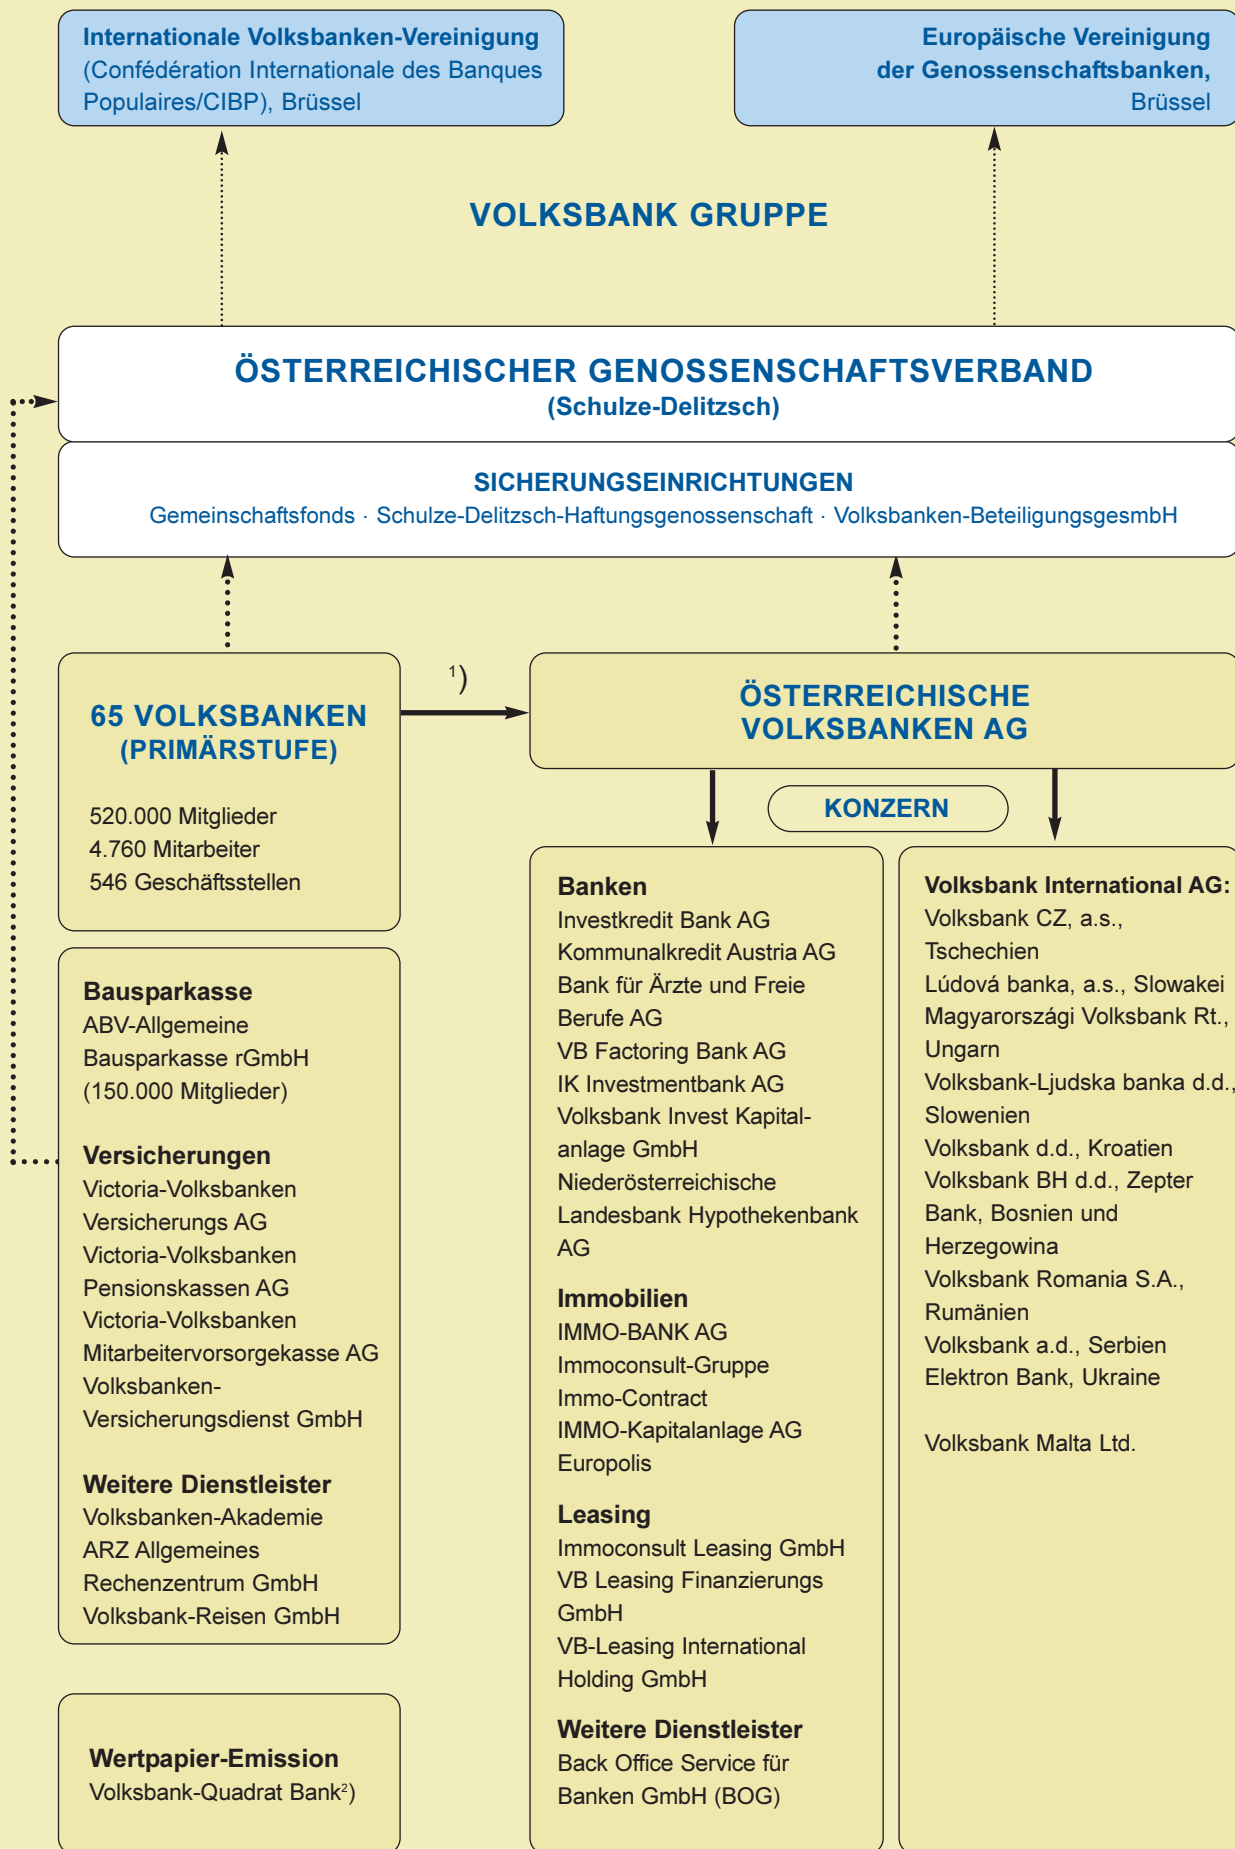 Internationale Volksbanken-Vereinigung
(Confédération Internationale des Banques
Populaires/CIBP), Brüssel
Europäische Vereinigung
der Genossenschaftsbanken,
Brüssel
VOLKSBANK GRUPPE
ÖSTERREICHISCHER GENOSSENSCHAFTSVERBAND
(Schulze-Delitzsch)
SICHERUNGSEINRICHTUNGEN
Gemeinschaftsfonds · Schulze-Delitzsch-Haftungsgenossenschaft · Volksbanken-BeteiligungsgesmbH
65 VOLKSBANKEN
(PRIMÄRSTUFE)
520.000 Mitglieder
4.760 Mitarbeiter
546 Geschäftsstellen
¹)
ÖSTERREICHISCHE
VOLKSBANKEN AG
KONZERN
Bausparkasse
ABV-Allgemeine
Bausparkasse rGmbH
(150.000 Mitglieder)
Versicherungen
Victoria-Volksbanken
Versicherungs AG
Victoria-Volksbanken
Pensionskassen AG
Victoria-Volksbanken
Mitarbeitervorsorgekasse AG
Volksbanken-
Versicherungsdienst GmbH
Weitere Dienstleister
Volksbanken-Akademie
ARZ Allgemeines
Rechenzentrum GmbH
Volksbank-Reisen GmbH
Wertpapier-Emission
Volksbank-Quadrat Bank²)
Banken
Investkredit Bank AG
Kommunalkredit Austria AG
Bank für Ärzte und Freie
Berufe AG
VB Factoring Bank AG
IK Investmentbank AG
Volksbank Invest Kapital-
anlage GmbH
Niederösterreichische
Landesbank Hypothekenbank
AG
Immobilien
IMMO-BANK AG
Immoconsult-Gruppe
Immo-Contract
IMMO-Kapitalanlage AG
Europolis
Leasing
Immoconsult Leasing GmbH
VB Leasing Finanzierungs
GmbH
VB-Leasing International
Holding GmbH
Weitere Dienstleister
Back Office Service für
Banken GmbH (BOG)
Volksbank International AG:
Volksbank CZ, a.s.,
Tschechien
Lúdová banka, a.s., Slowakei
Magyarországi Volksbank Rt.,
Ungarn
Volksbank-Ljudska banka d.d.,
Slowenien
Volksbank d.d., Kroatien
Volksbank BH d.d., Zepter
Bank, Bosnien und
Herzegowina
Volksbank Romania S.A.,
Rumänien
Volksbank a.d., Serbien
Elektron Bank, Ukraine
Volksbank Malta Ltd.